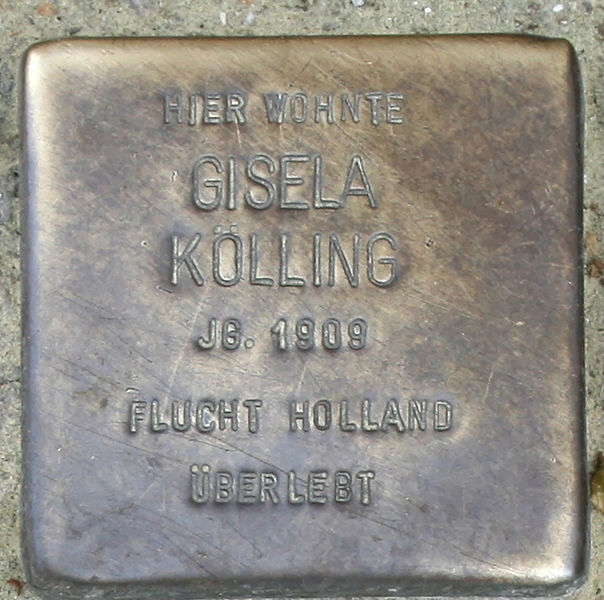 HIER WOHNTE
GISELA
KÖLLING
JG. 1909
FLUCHT HOLLAND
ÜBERLEBT